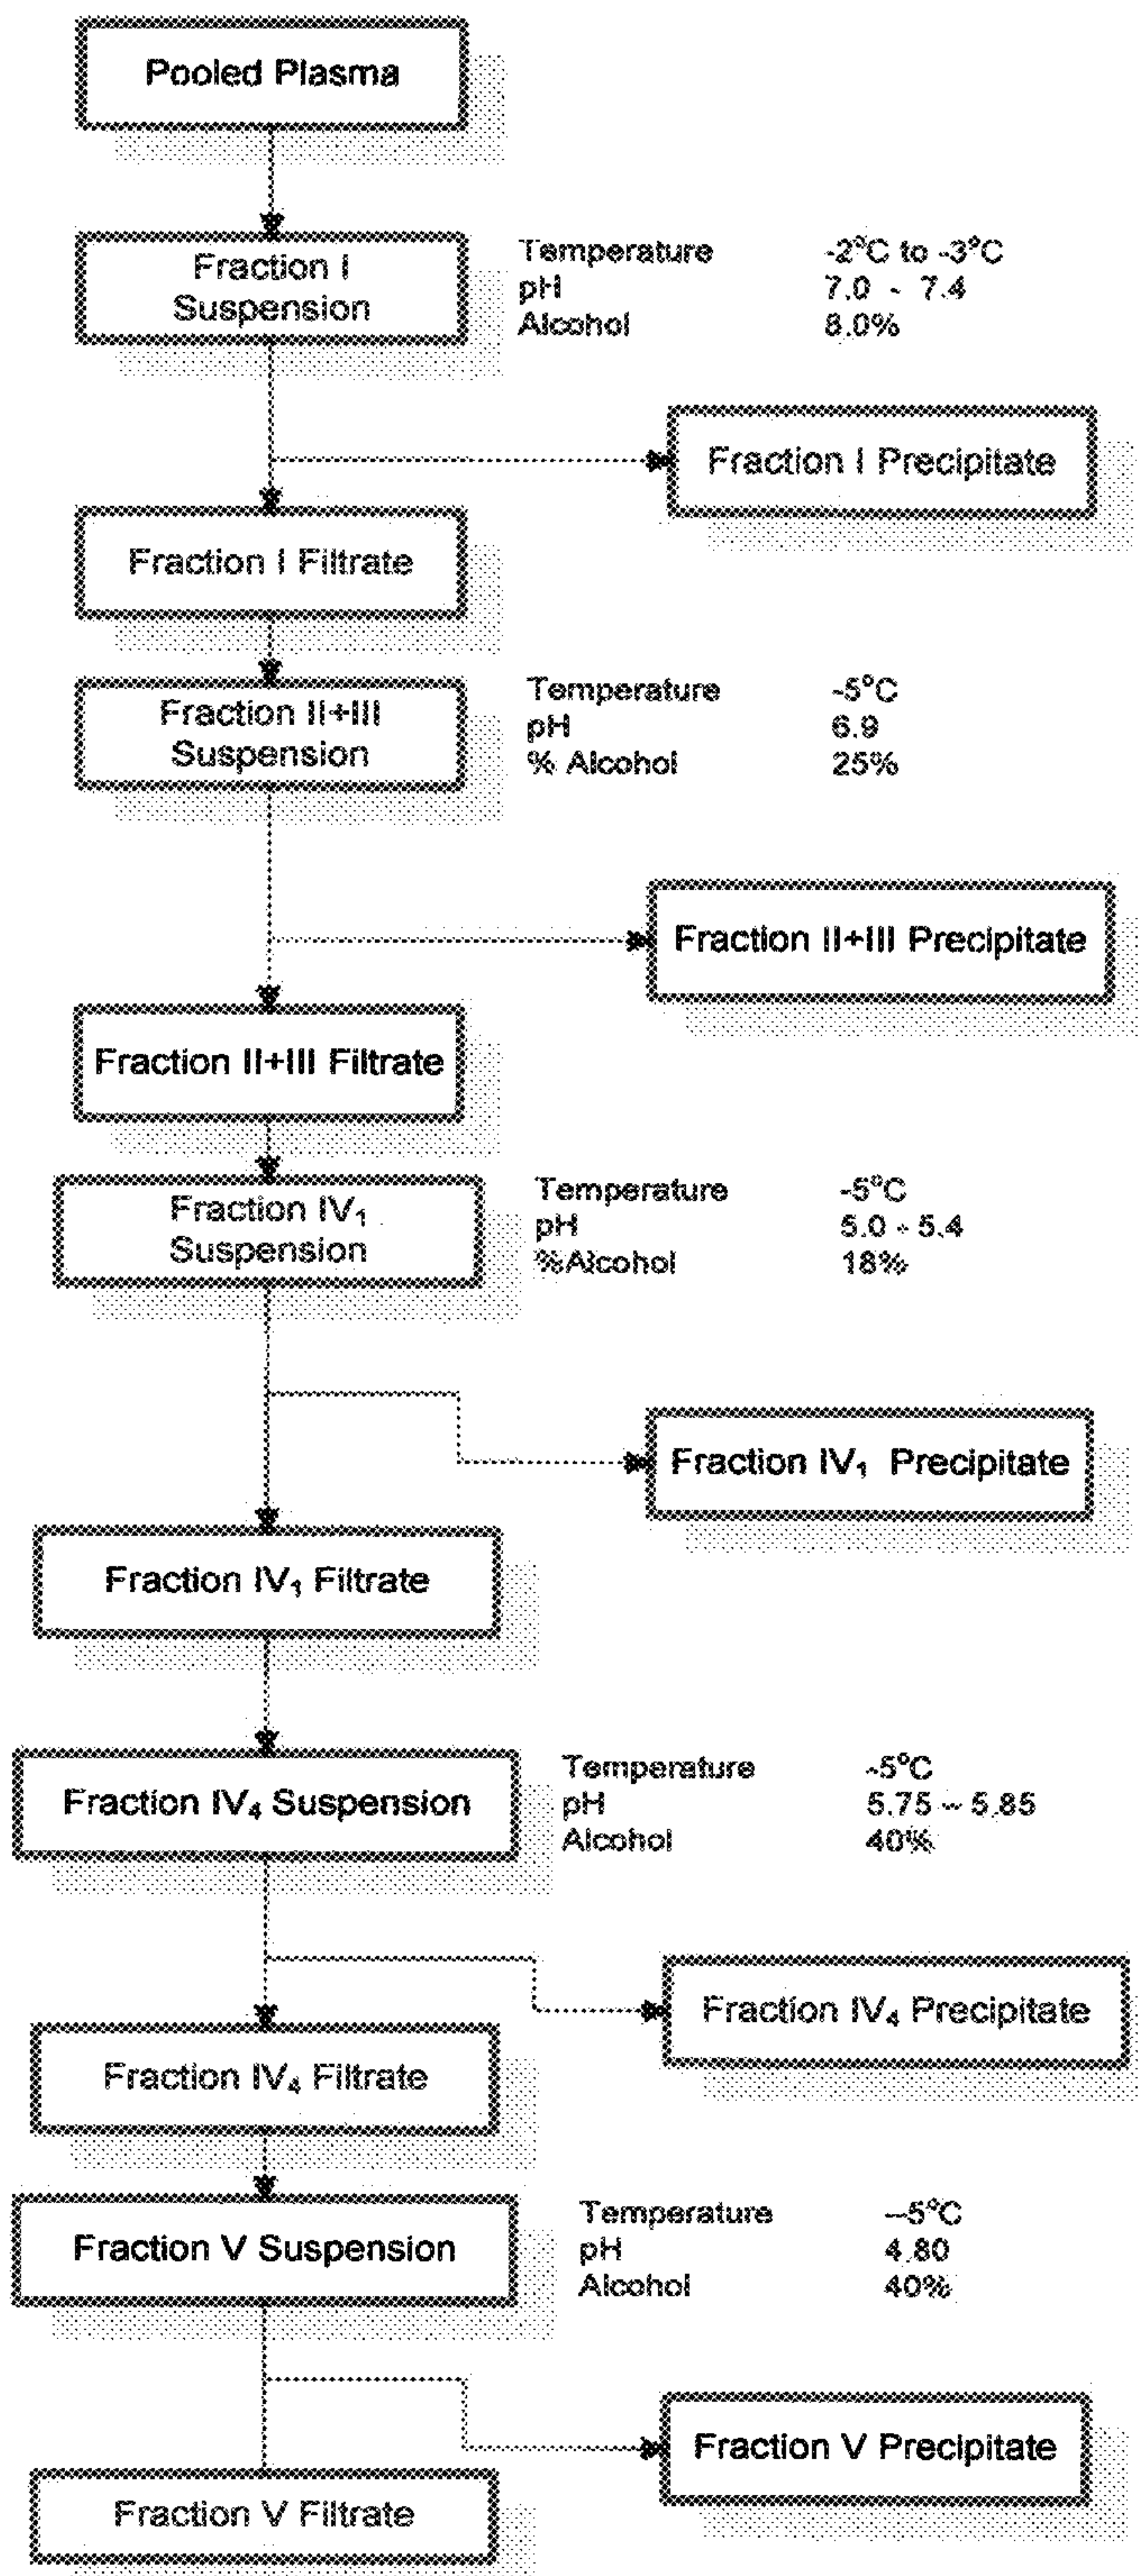 Pooled Plasma
Fraction I
Suspension
Temperature -2°C to -3°C
pH 7.0 - 7.4
Alcohol 8.0%
Fraction I Precipitate
Fraction I Filtrate
Fraction II+III
Suspension
Temperature -5°C
pH 6.9
% Alcohol 25%
Fraction II+III Precipitate
Fraction II+III Filtrate
Fraction IV₁
Suspension
Temperature -5°C
pH 5.0 - 5.4
%Alcohol 18%
Fraction IV₁ Precipitate
Fraction IV₁ Filtrate
Fraction IV₄ Suspension
Temperature -5°C
pH 5.75 – 5.85
Alcohol 40%
Fraction IV₄ Precipitate
Fraction IV₄ Filtrate
Fraction V Suspension
Temperature –5°C
pH 4.80
Alcohol 40%
Fraction V Precipitate
Fraction V Filtrate